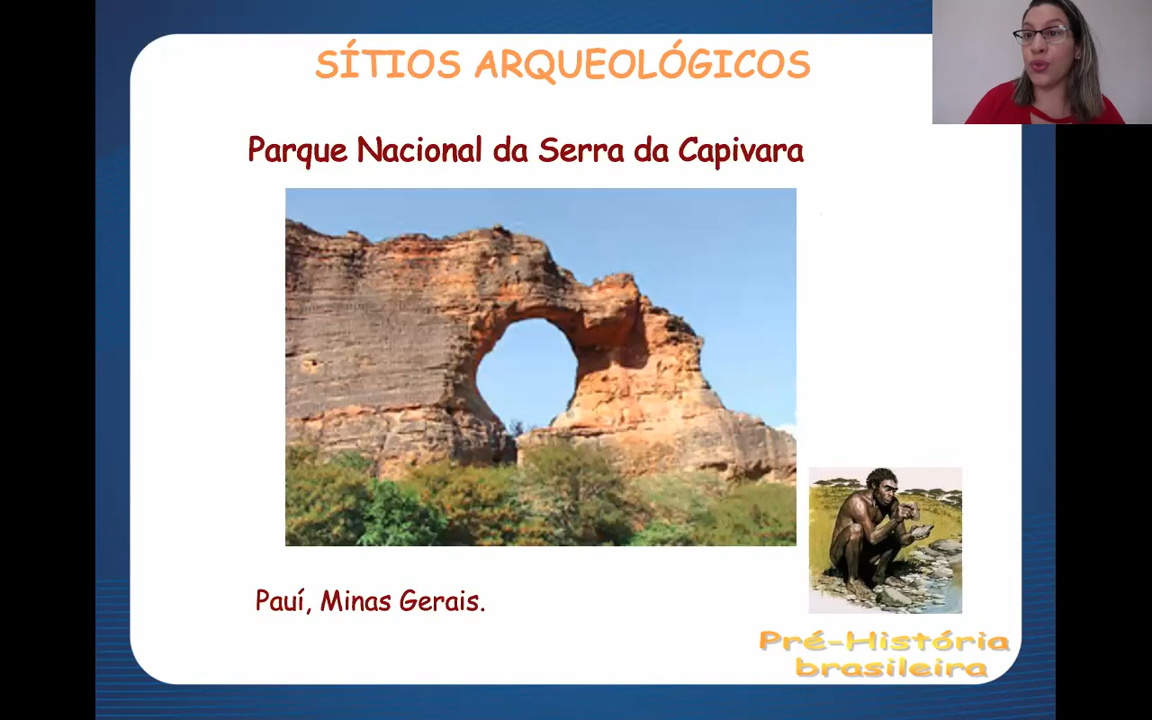 SÍTIOS ARQUEOLÓGICOS
Parque Nacional da Serra da Capivara
Pauí, Minas Gerais.
Pré-História
brasileira